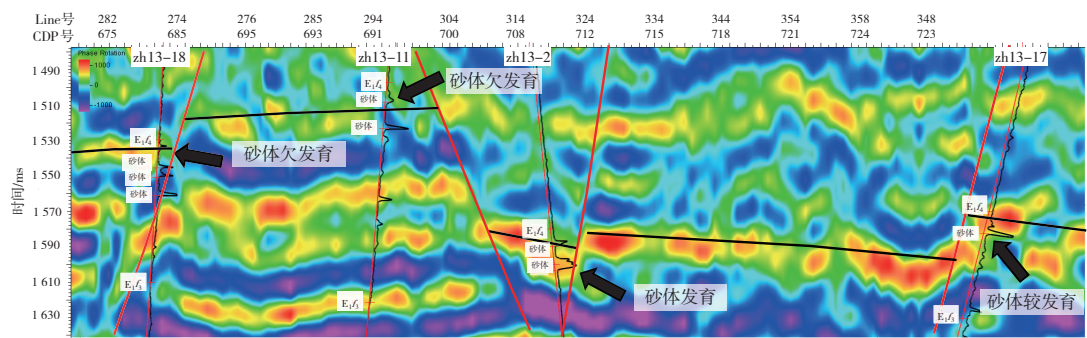 Line号 282 274 276 285 294 304 314 324 334 344 354 358 348
CDP号 675 685 695 693 691 700 708 712 715 718 721 724 723
zh13-18 zh13-11 zh13-2 zh13-17
Phase Rotation
1000
0
-1000
时间/ms
1 490
1 510
1 530
1 550
1 570
1 590
1 610
1 630
E₁f₄
砂体
砂体
砂体
E₁f₃
砂体欠发育
E₁f₄
砂体
砂体
E₁f₃
砂体欠发育
E₁f₄
砂体
砂体
砂体发育
E₁f₄
砂体
E₁f₃
砂体较发育